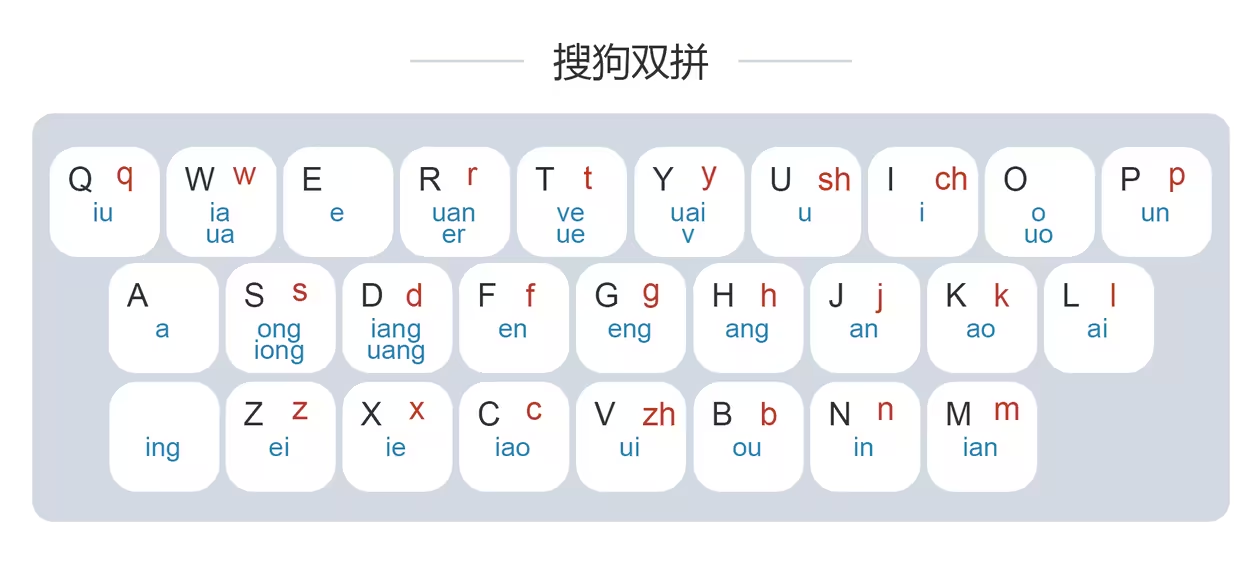 搜狗双拼
Q q W w E R r T t Y y U sh I ch O P p
iu ia e uan ve uai u i o un
ua er ue v uo
A S s D d F f G g H h J j K k L l
a ong iang en eng ang an ao ai
iong uang
Z z X x C c V zh B b N n M m
ing ei ie iao ui ou in ian